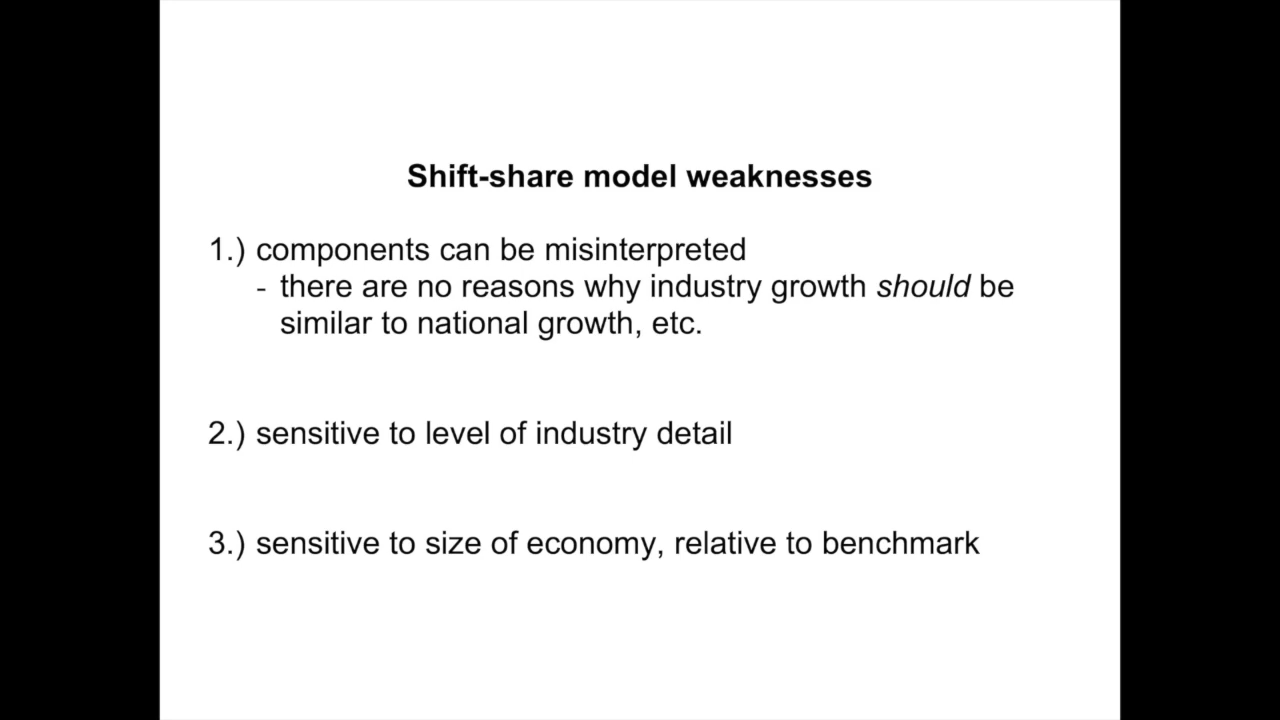 Shift-share model weaknesses
1.) components can be misinterpreted
- there are no reasons why industry growth should be
similar to national growth, etc.
2.) sensitive to level of industry detail
3.) sensitive to size of economy, relative to benchmark